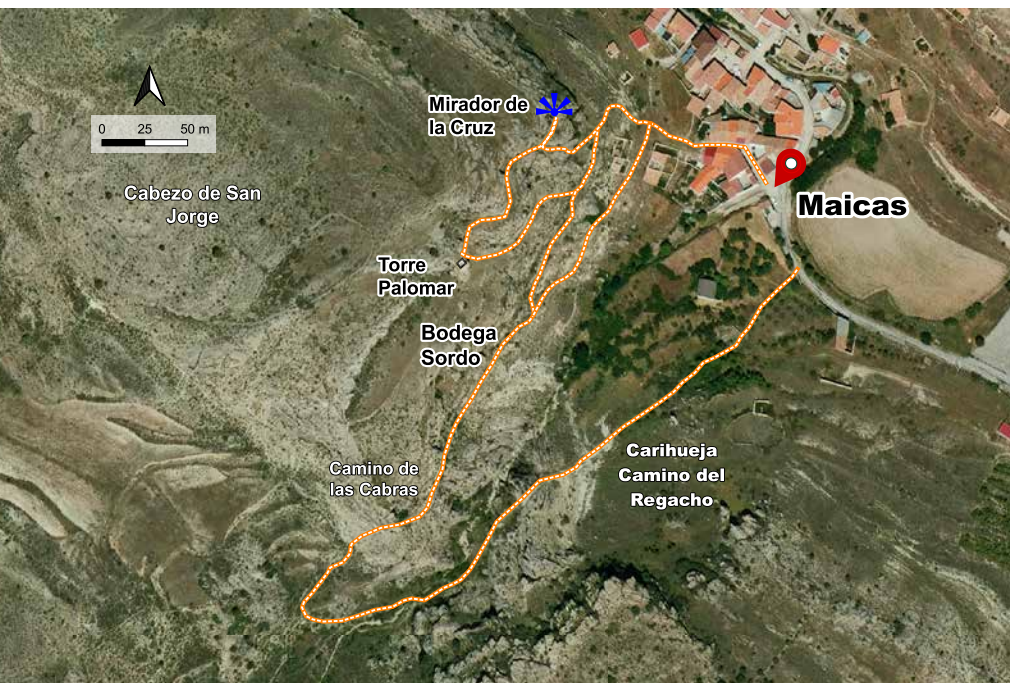 Mirador de
la Cruz
0 25 50 m
Cabezo de San
Jorge
Maicas
Torre
Palomar
Bodega
Sordo
Carihueja
Camino del
Regacho
Camino de
las Cabras